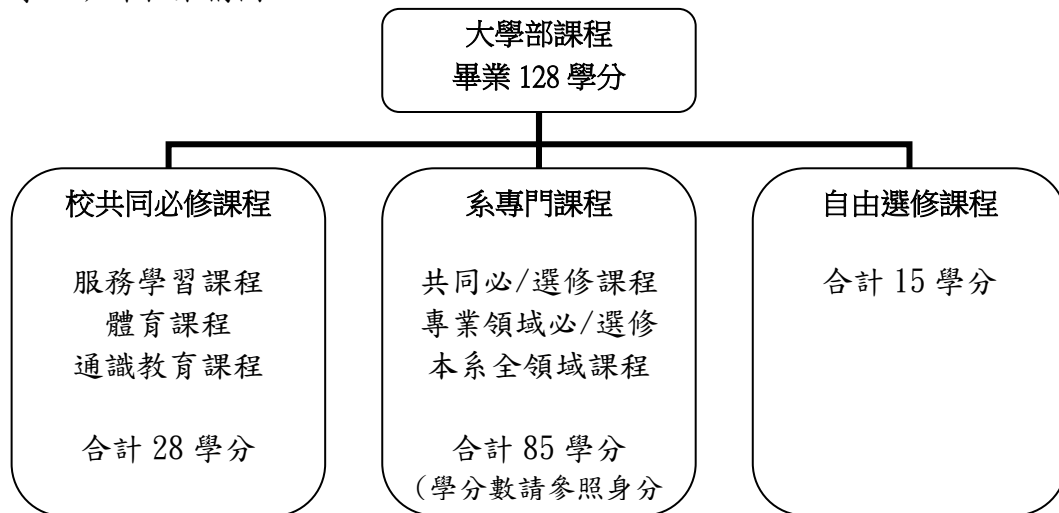 大學部課程
畢業 128 學分
校共同必修課程
服務學習課程
體育課程
通識教育課程
合計 28 學分
系專門課程
共同必/選修課程
專業領域必/選修
本系全領域課程
合計 85 學分
(學分數請參照身分
自由選修課程
合計 15 學分